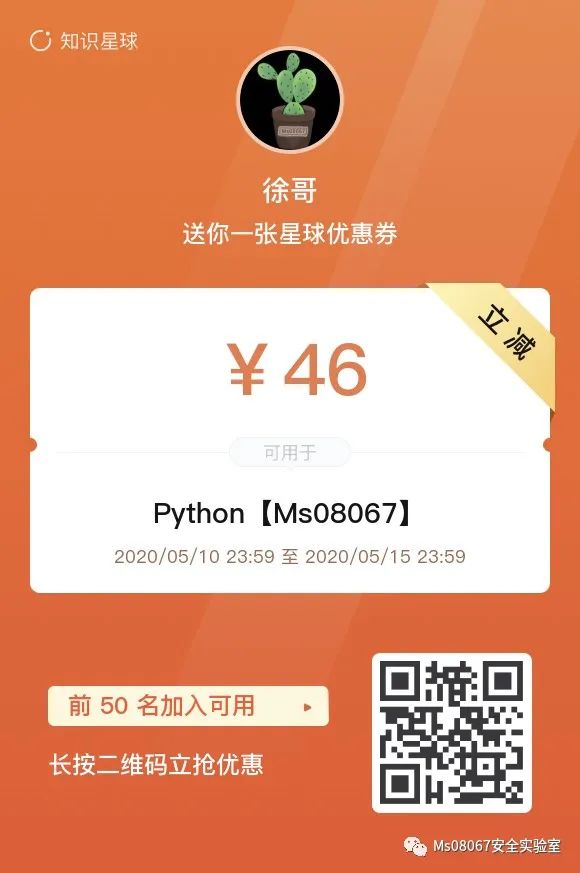 知识星球
Ms08067
徐哥
送你一张星球优惠券
立减
¥ 46
可用于
Python【Ms08067】
2020/05/10 23:59 至 2020/05/15 23:59
前 50 名加入可用
长按二维码立抢优惠
Ms08067安全实验室